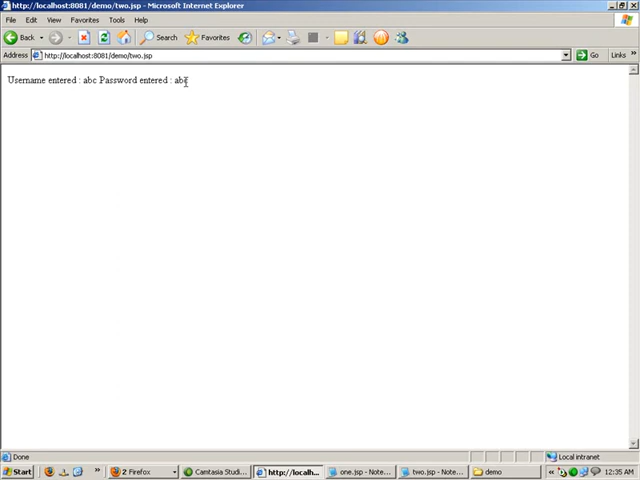 http://localhost:8081/demo/two.jsp - Microsoft Internet Explorer
File Edit View Favorites Tools Help
Back Search Favorites
Address http://localhost:8081/demo/two.jsp Go Links »
Username entered : abc Password entered : abc
Done Local intranet
Start » 2 Firefox Camtasia Studi... http://localh... one.jsp - Note... two.jsp - Note... demo « 12:35 AM